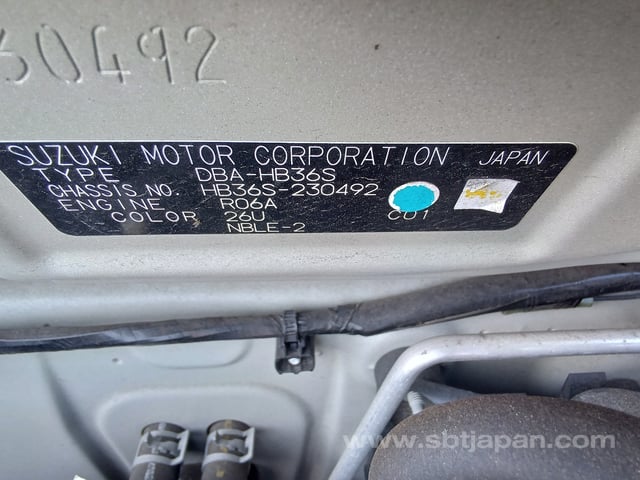 30492
SUZUKI MOTOR CORPORATION JAPAN
TYPE DBA-HB36S
CHASSIS NO. HB36S-230492
ENGINE R06A
COLOR 26U C01
NBLE-2
www.sbtjapan.com